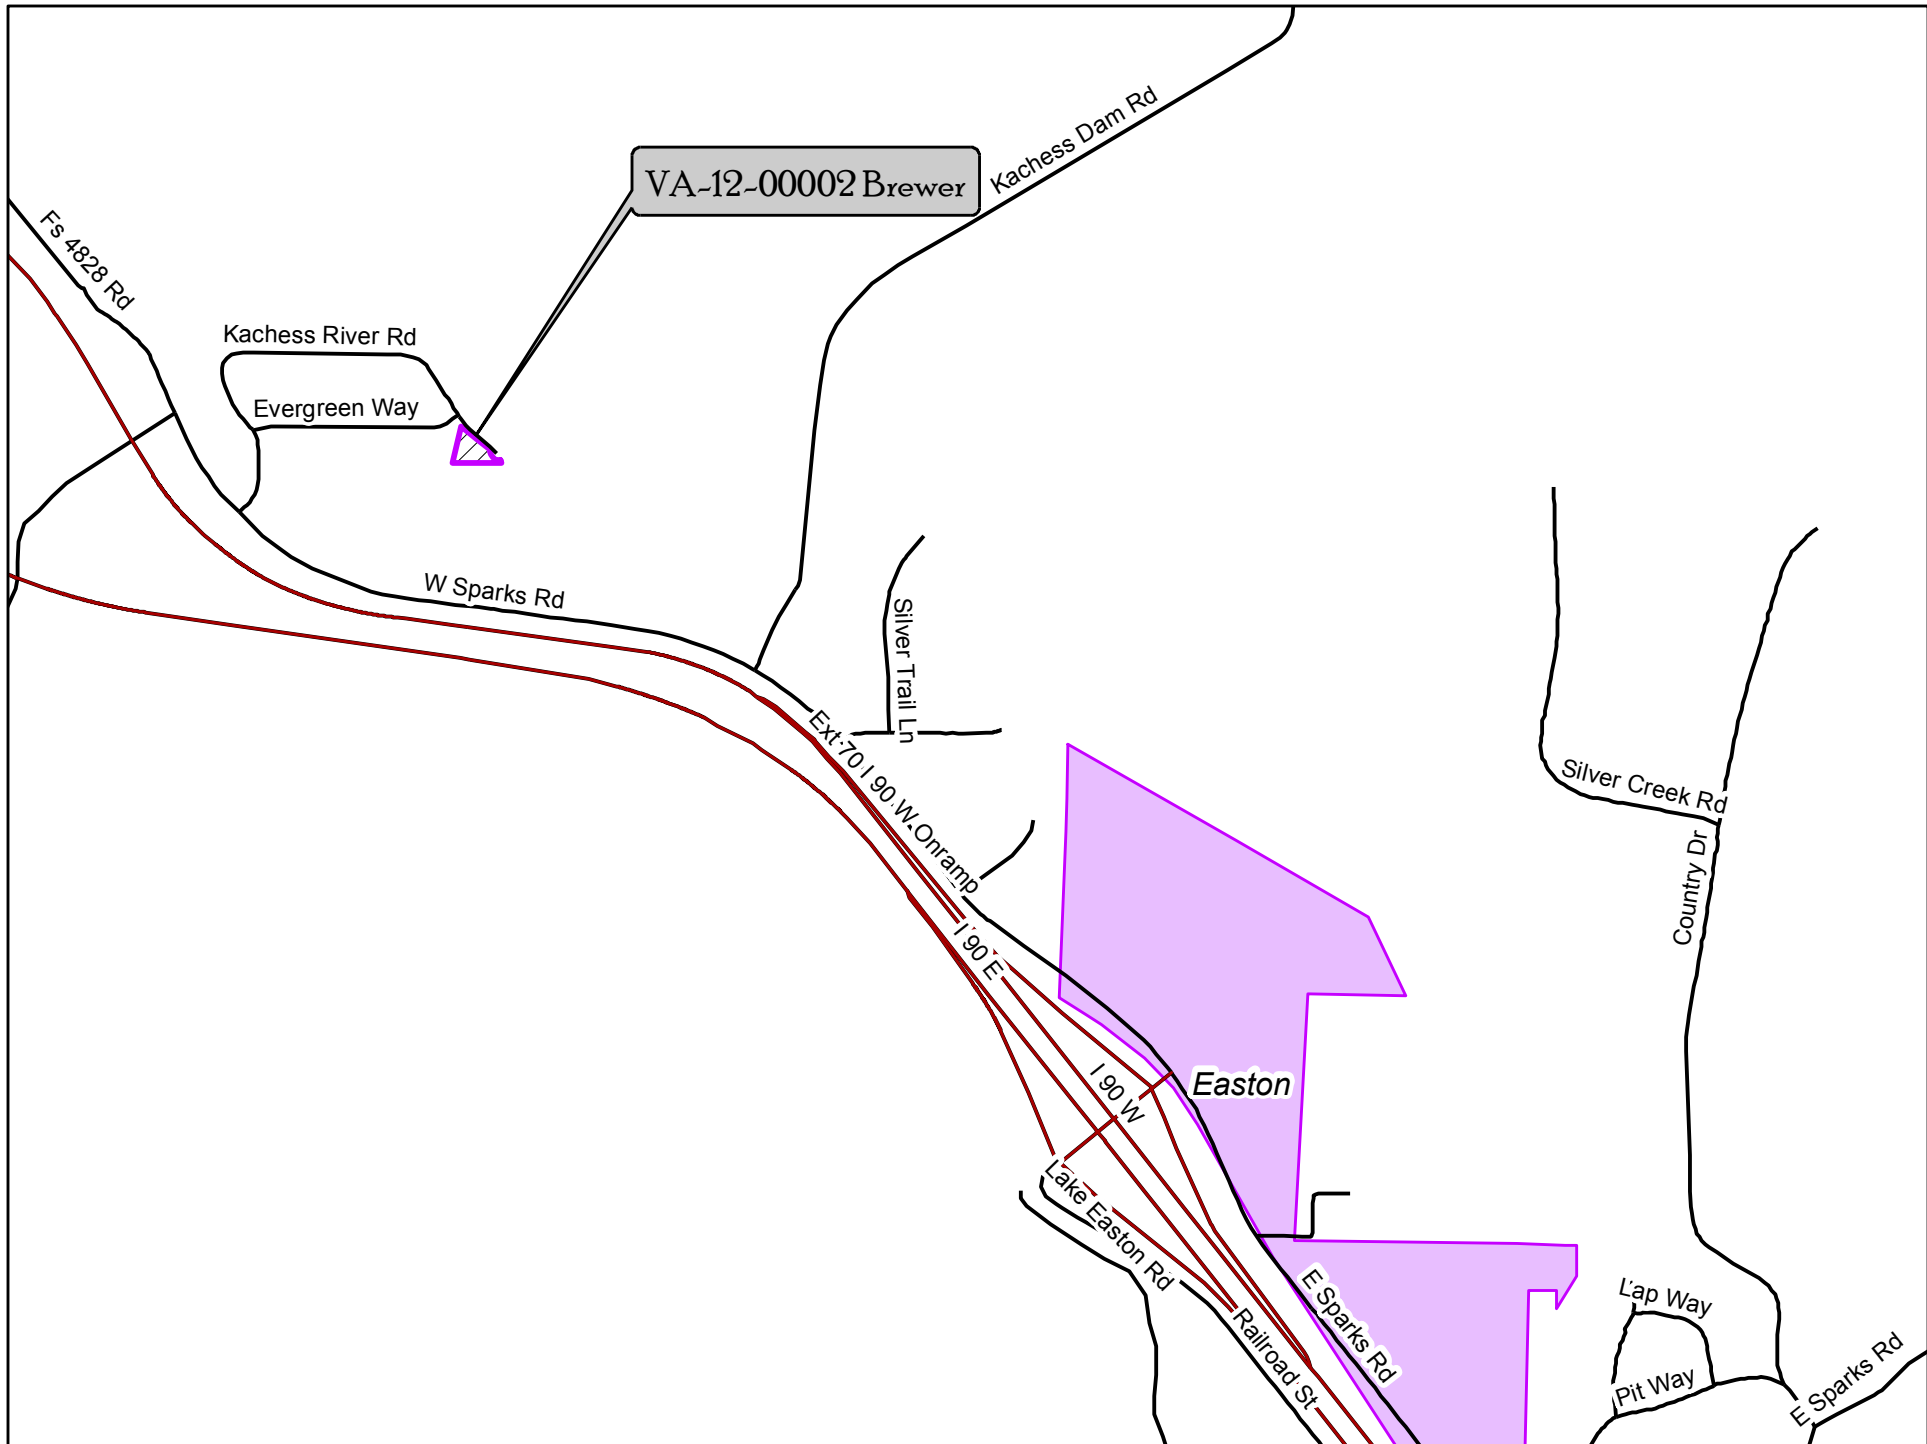 Kachess Dam Rd
VA-12-00002 Brewer
Fs 4828 Rd
Kachess River Rd
Evergreen Way
W Sparks Rd
Silver Trail Ln
Ext 70 I 90 W Onramp
Silver Creek Rd
Country Dr
I 90 E
I 90 W
Easton
Lake Easton Rd
E Sparks Rd
Railroad St
Lap Way
Pit Way
E Sparks Rd